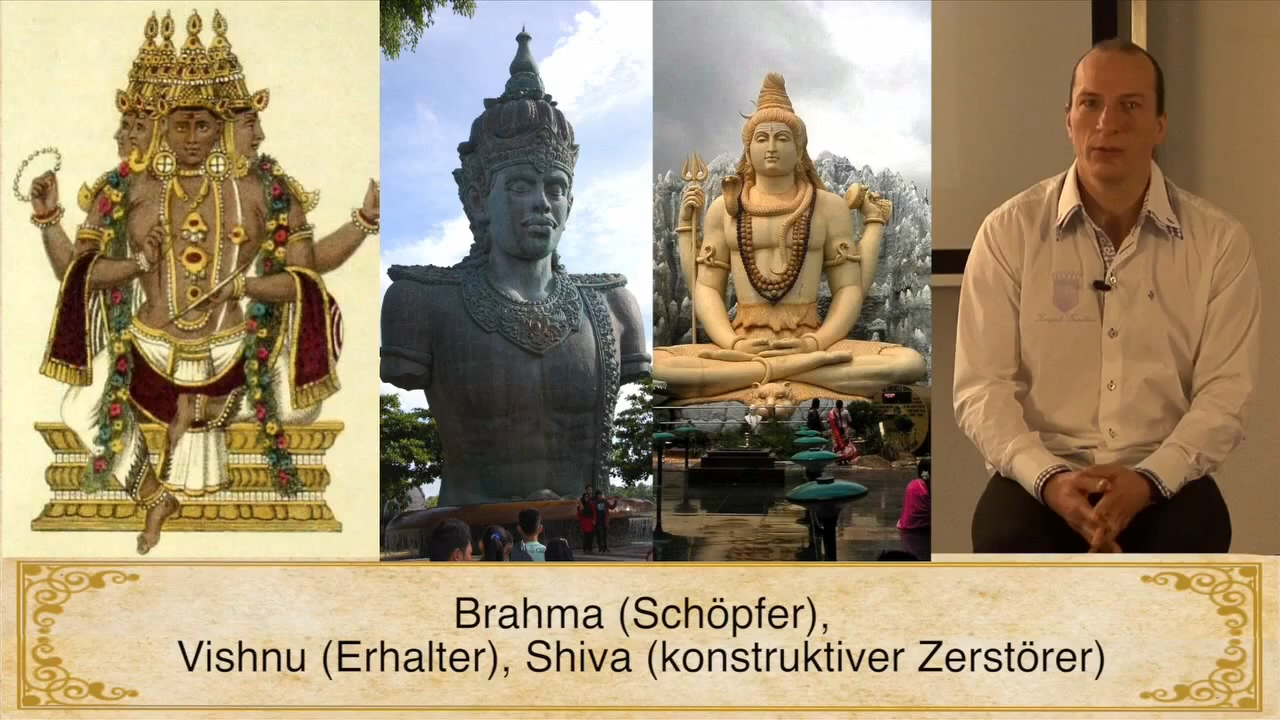 Brahma (Schöpfer),
Vishnu (Erhalter), Shiva (konstruktiver Zerstörer)